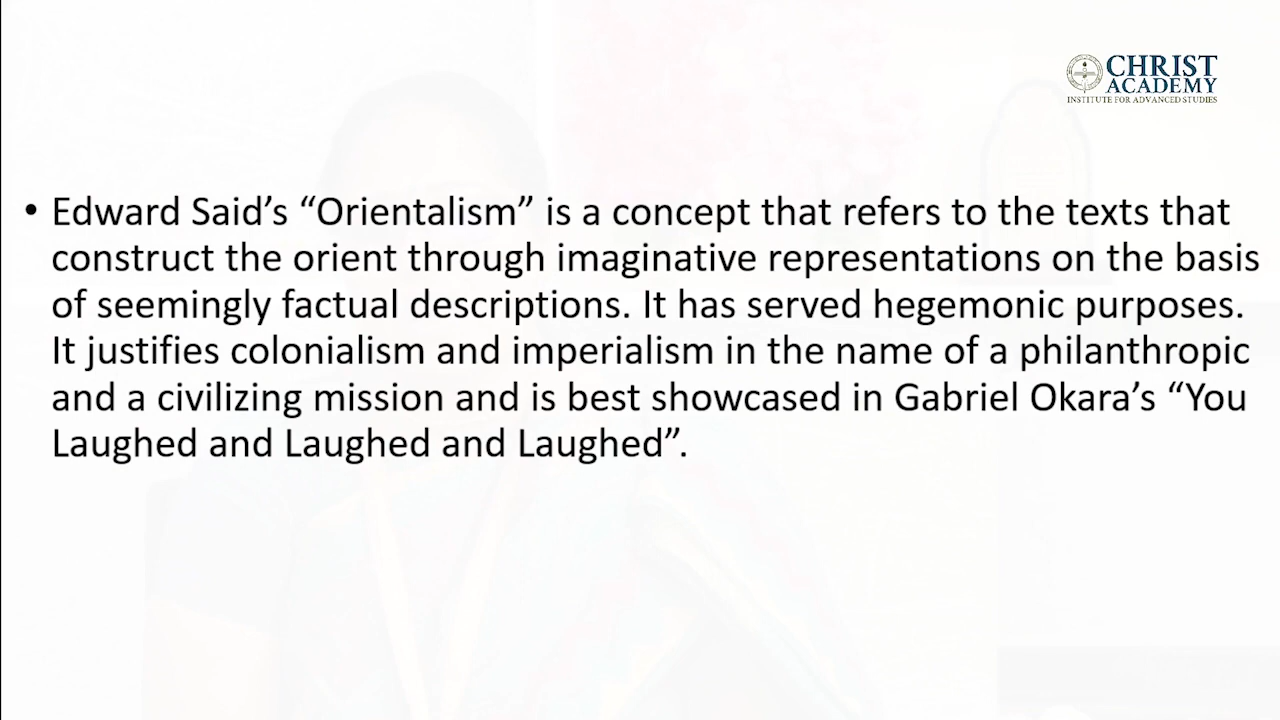 CHRIST
ACADEMY
INSTITUTE FOR ADVANCED STUDIES
• Edward Said’s “Orientalism” is a concept that refers to the texts that
construct the orient through imaginative representations on the basis
of seemingly factual descriptions. It has served hegemonic purposes.
It justifies colonialism and imperialism in the name of a philanthropic
and a civilizing mission and is best showcased in Gabriel Okara’s “You
Laughed and Laughed and Laughed”.